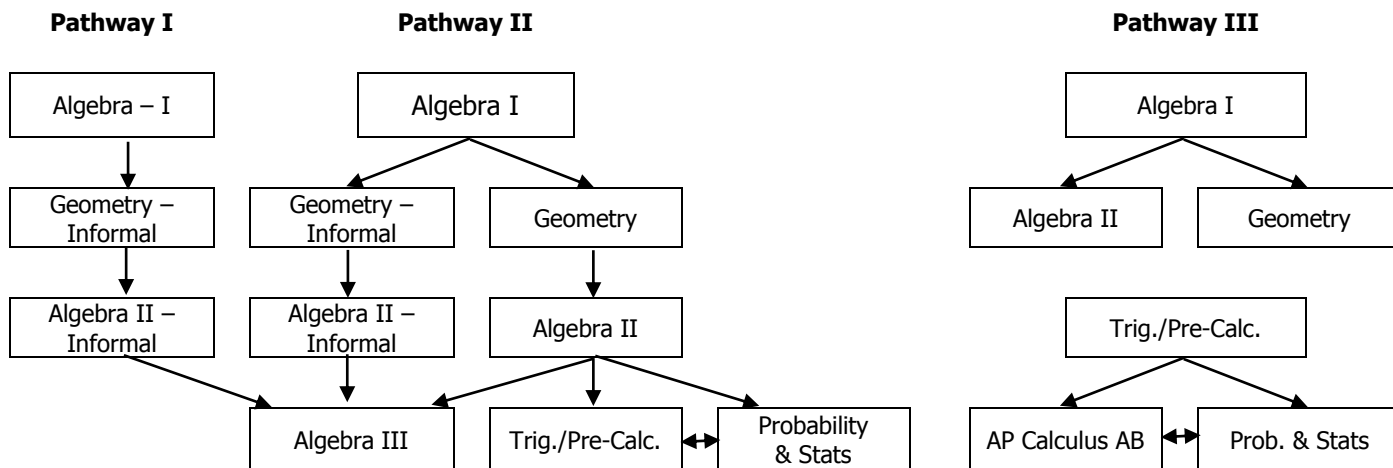 Pathway I
Pathway II
Pathway III
Algebra – I
Algebra I
Algebra I
Geometry –
Informal
Geometry –
Informal
Geometry
Algebra II
Geometry
Algebra II –
Informal
Algebra II –
Informal
Algebra II
Trig./Pre-Calc.
Algebra III
Trig./Pre-Calc.
Probability
& Stats
AP Calculus AB
Prob. & Stats